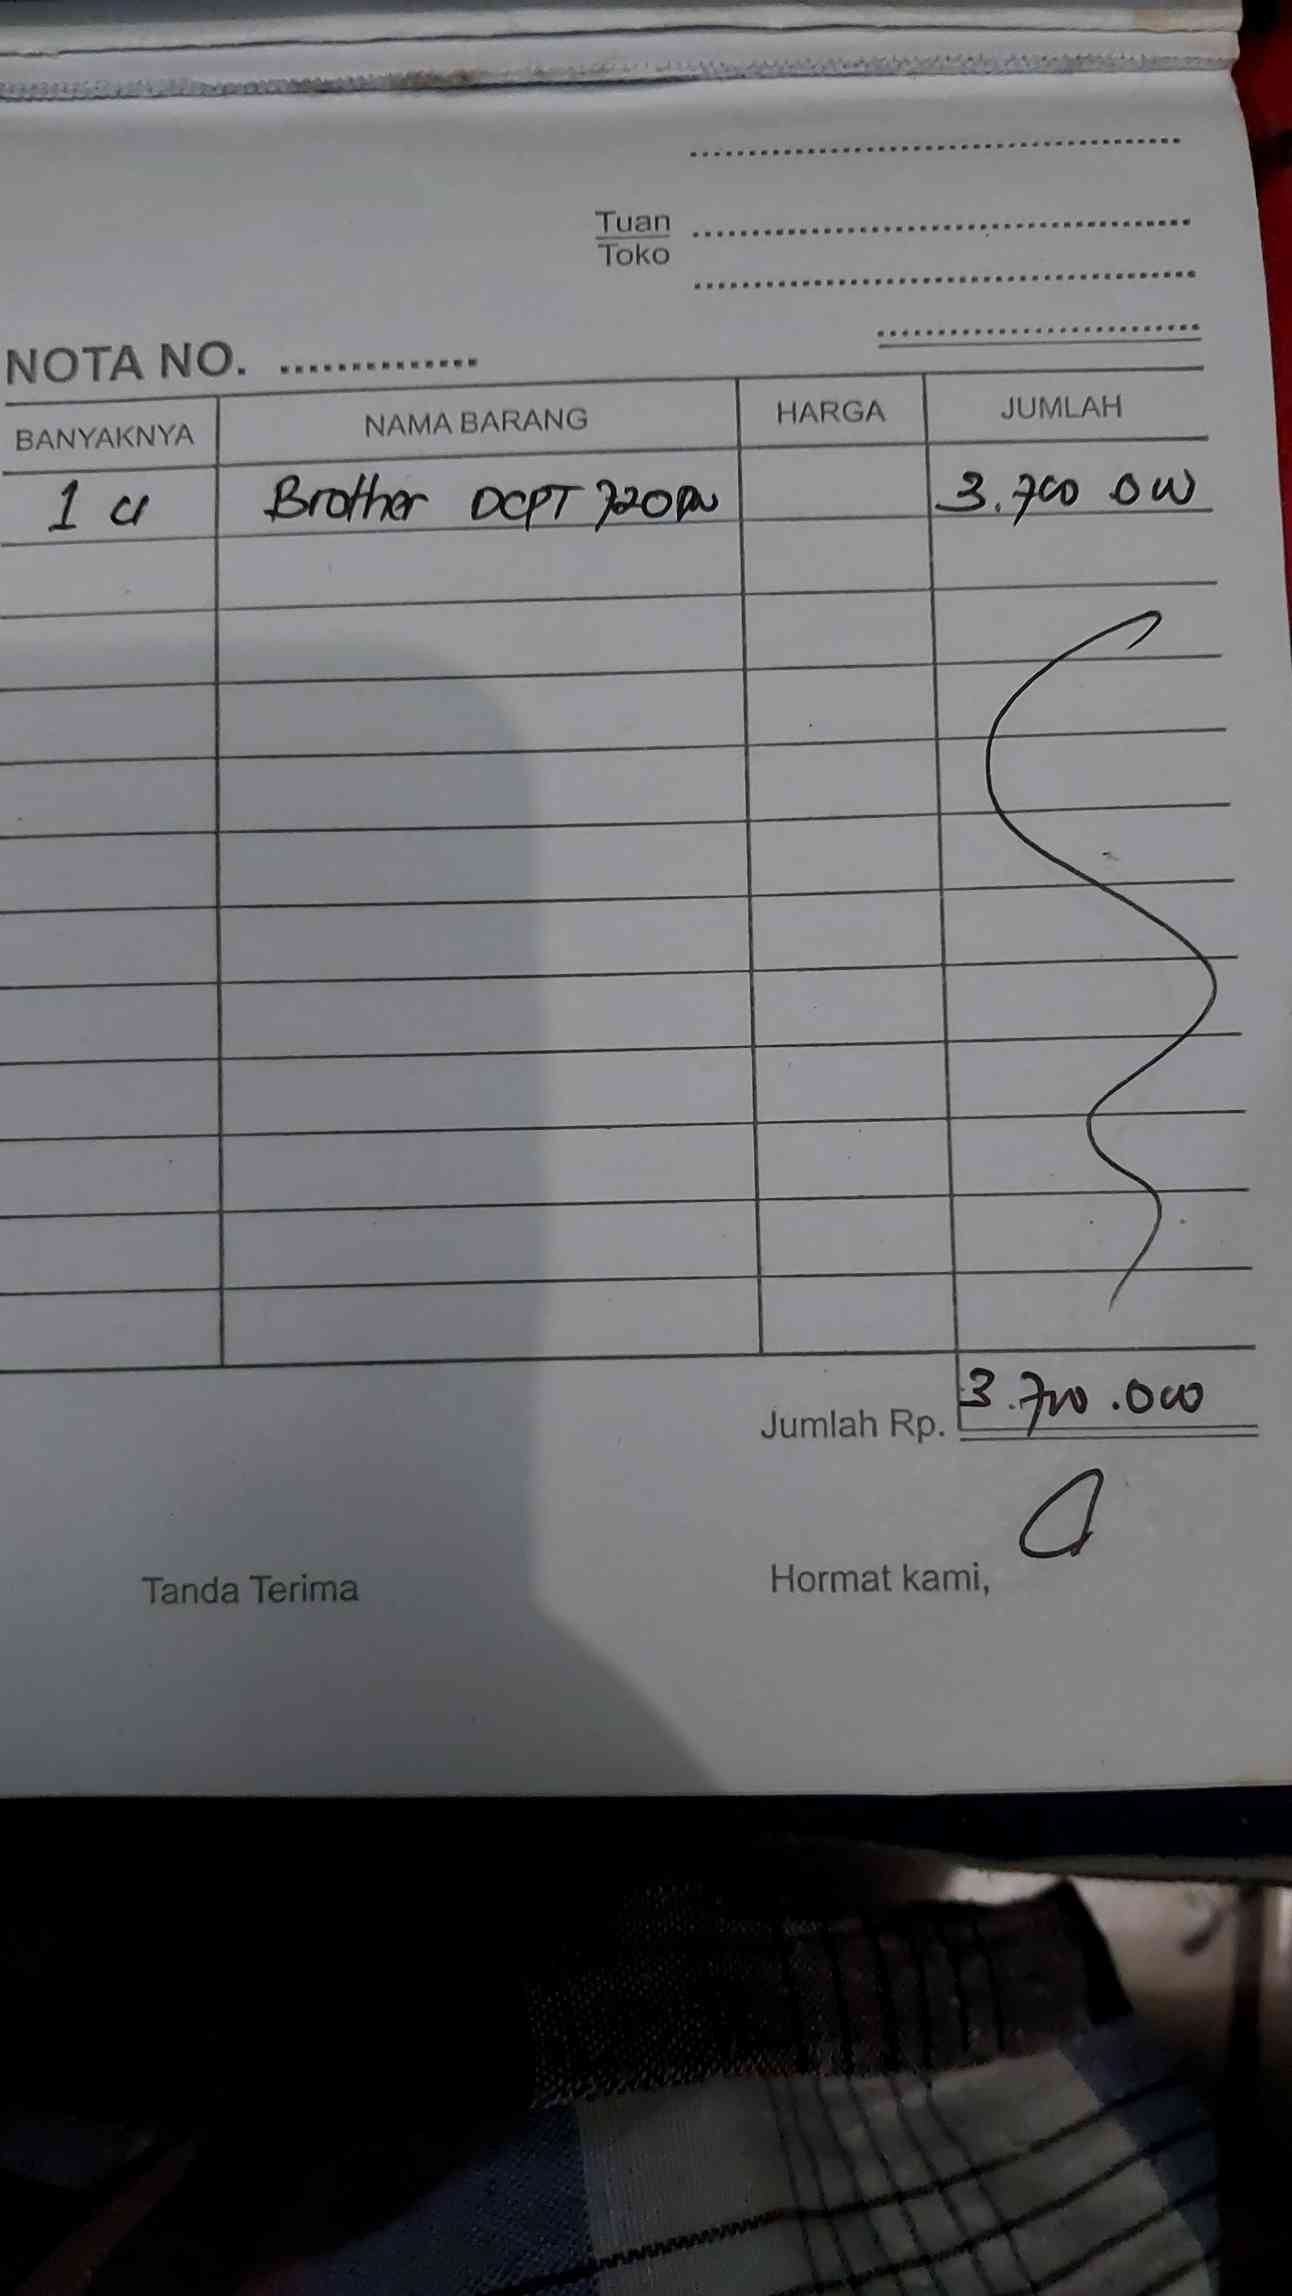 Tuan
Toko
NOTA NO.
BANYAKNYA NAMA BARANG HARGA JUMLAH
1 u Brother DCPT 720DW 3.700 000
Jumlah Rp. 3.700.000
Tanda Terima Hormat kami,